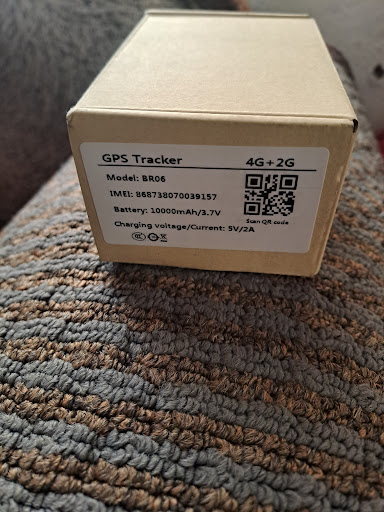 GPS Tracker 4G+2G
Model: BR06
IMEI: 868738070039157
Battery: 10000mAh/3.7V
Scan QR code
Charging voltage/Current: 5V/2A